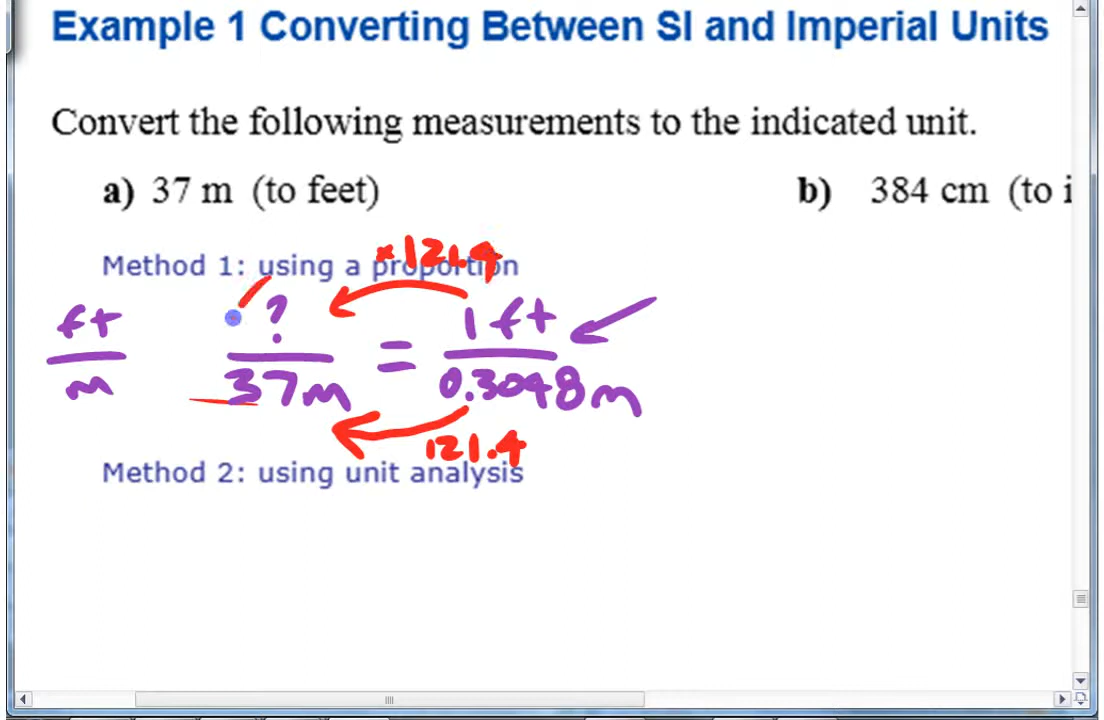 Example 1 Converting Between SI and Imperial Units
Convert the following measurements to the indicated unit.
a) 37 m (to feet)
b) 384 cm (to i
Method 1: using a proportion
×121.4
ft ? = 1 ft
m 37m 0.3048m
121.4
Method 2: using unit analysis